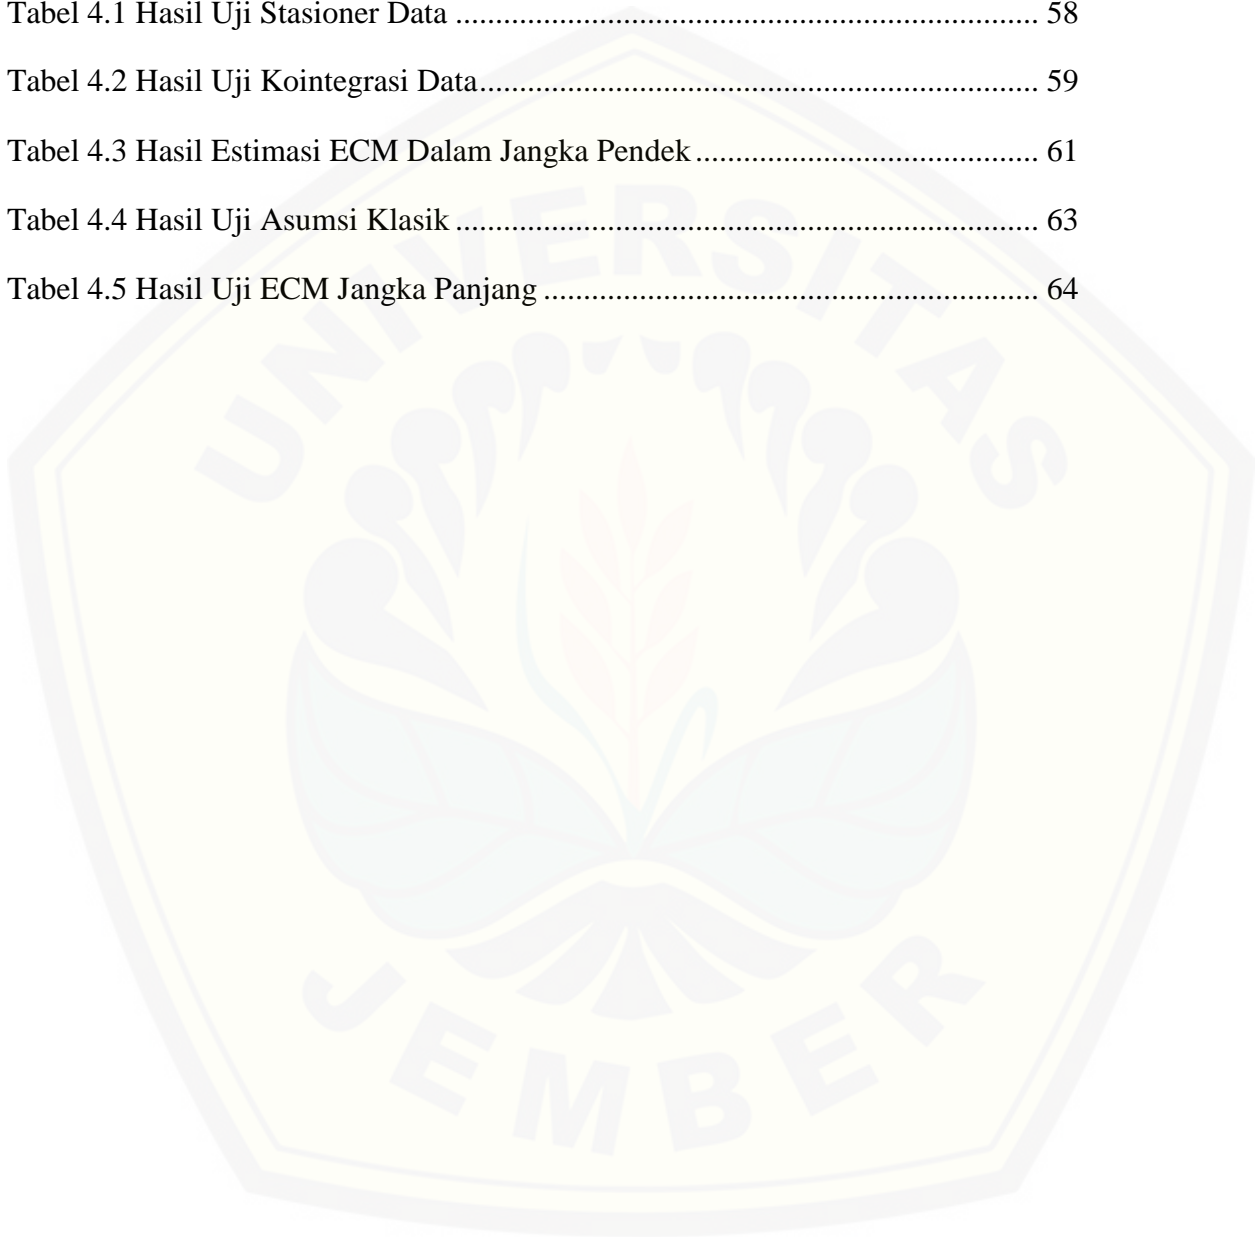 Tabel 4.1 Hasil Uji Stasioner Data ......................................................................... 58
Tabel 4.2 Hasil Uji Kointegrasi Data...................................................................... 59
Tabel 4.3 Hasil Estimasi ECM Dalam Jangka Pendek........................................... 61
Tabel 4.4 Hasil Uji Asumsi Klasik ......................................................................... 63
Tabel 4.5 Hasil Uji ECM Jangka Panjang .............................................................. 64
UNIVERSITAS
JEMBER